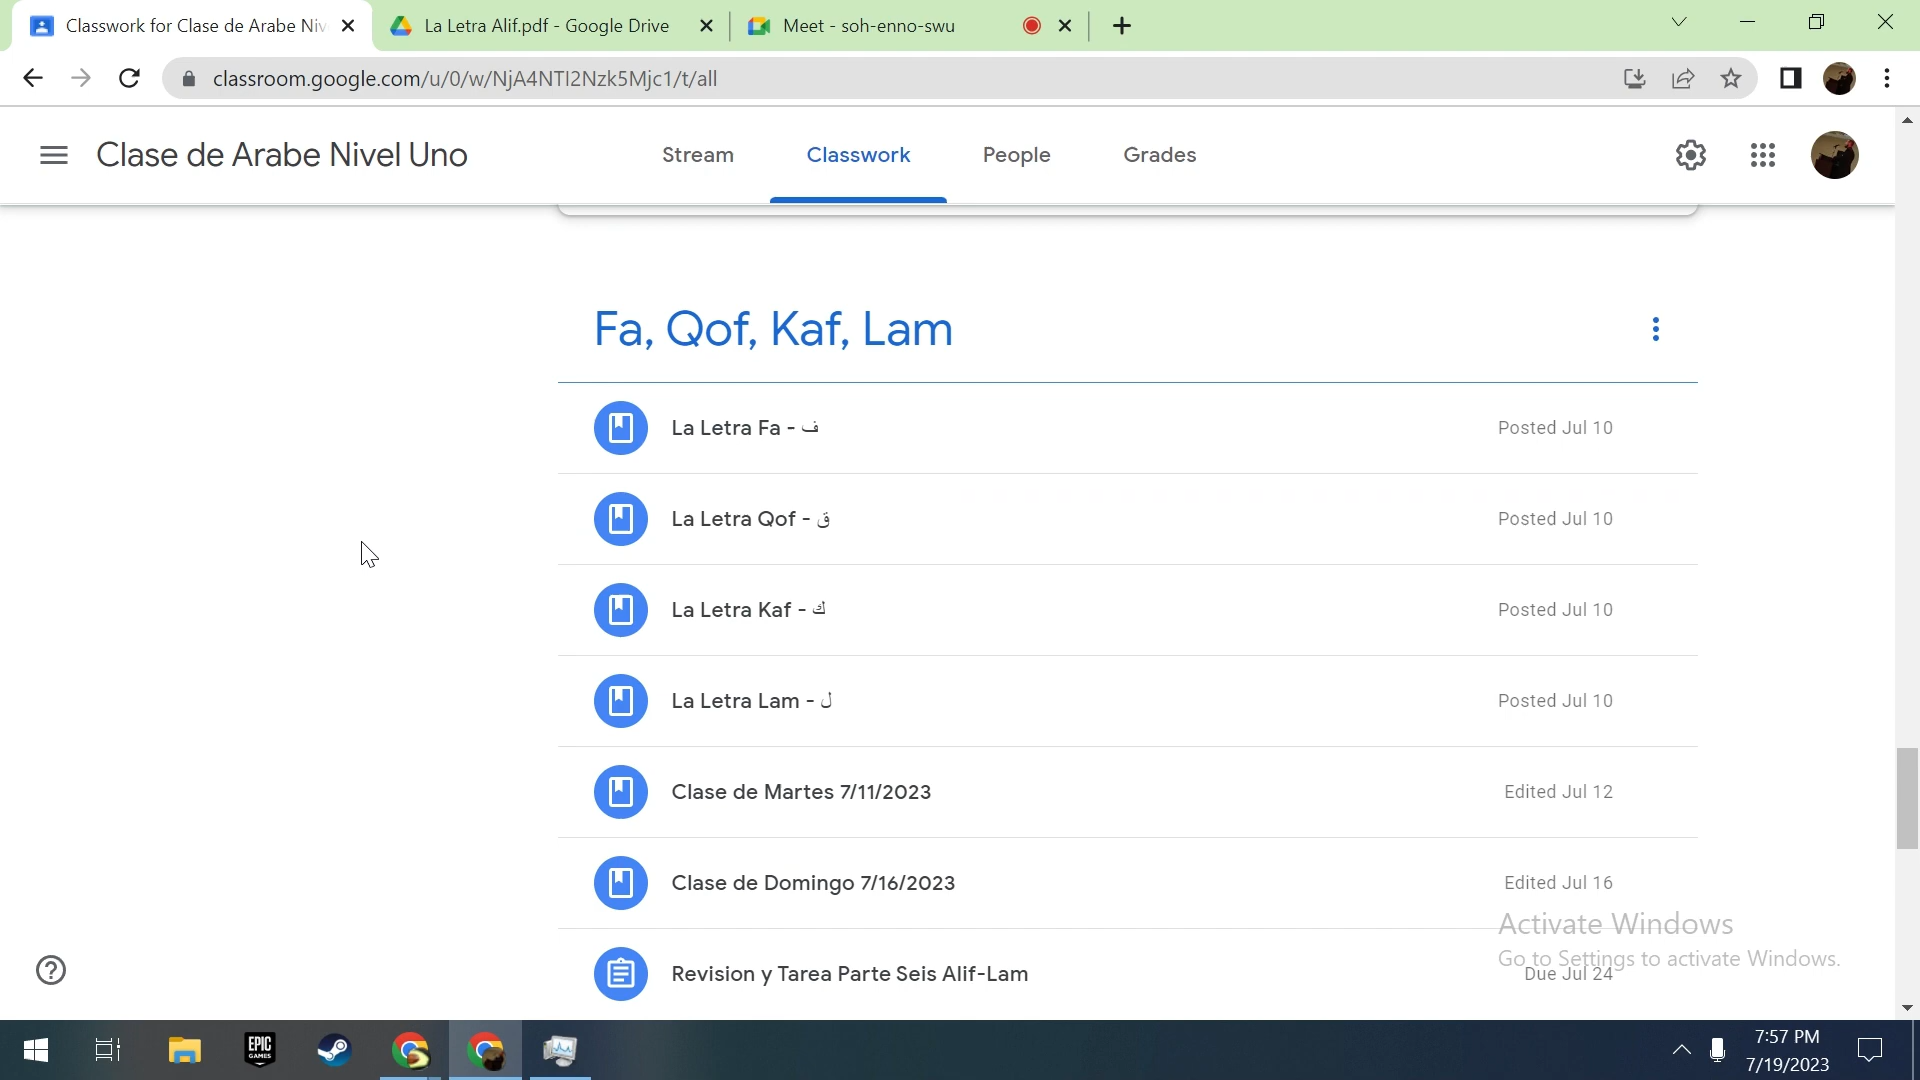 Classwork for Clase de Arabe Niv
La Letra Alif.pdf - Google Drive
Meet - soh-enno-swu
classroom.google.com/u/0/w/NjA4NTI2Nzk5Mjc1/t/all
Clase de Arabe Nivel Uno
Stream
Classwork
People
Grades
Fa, Qof, Kaf, Lam
La Letra Fa - ف
Posted Jul 10
La Letra Qof - ق
Posted Jul 10
La Letra Kaf - ك
Posted Jul 10
La Letra Lam - ل
Posted Jul 10
Clase de Martes 7/11/2023
Edited Jul 12
Clase de Domingo 7/16/2023
Edited Jul 16
Revision y Tarea Parte Seis Alif-Lam
Due Jul 24
Activate Windows
Go to Settings to activate Windows.
EPIC
GAMES
7:57 PM
7/19/2023